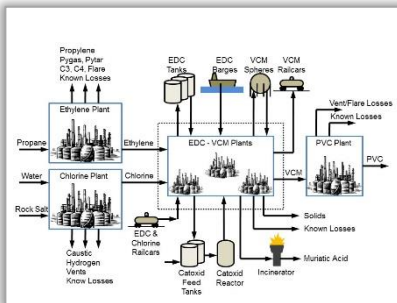 Propylene
Pygas, Pytar
C3, C4, Flare
Known Losses
EDC
Tanks
EDC
Barges
VCM
Spheres
VCM
Railcars
Ethylene Plant
Vent/Flare Losses
Known Losses
Propane
Ethylene
EDC - VCM Plants
PVC Plant
Water
Chlorine Plant
Chlorine
VCM
PVC
Rock Salt
Solids
EDC &
Chlorine
Railcars
Known Losses
Caustic
Hydrogen
Vents
Know Losses
Catoxid
Feed
Tanks
Catoxid
Reactor
Incinerator
Muriatic Acid